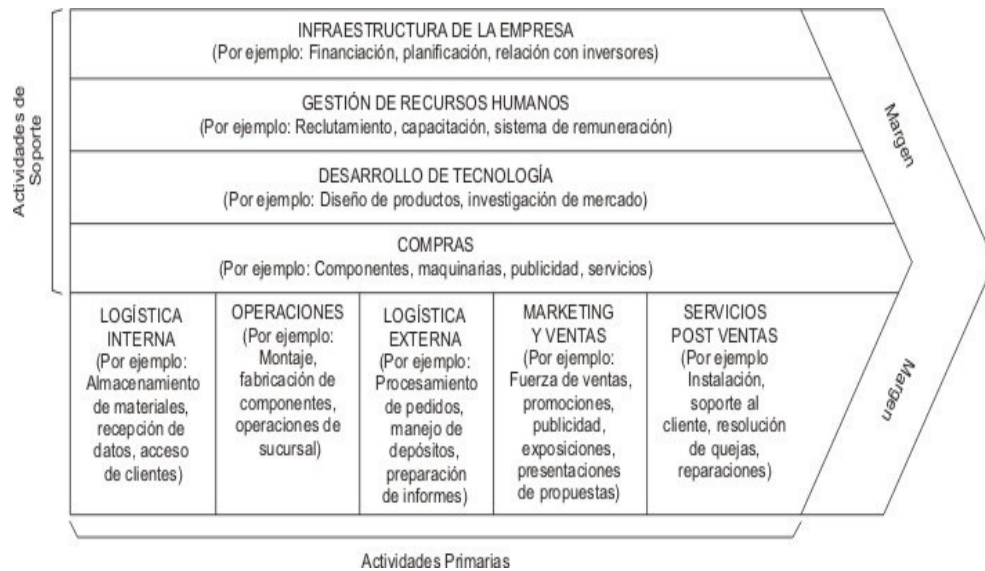 Actividades de
Soporte
INFRAESTRUCTURA DE LA EMPRESA
(Por ejemplo: Financiación, planificación, relación con inversores)
GESTIÓN DE RECURSOS HUMANOS
(Por ejemplo: Reclutamiento, capacitación, sistema de remuneración)
DESARROLLO DE TECNOLOGÍA
(Por ejemplo: Diseño de productos, investigación de mercado)
COMPRAS
(Por ejemplo: Componentes, maquinarias, publicidad, servicios)
Margen
LOGÍSTICA
INTERNA
(Por ejemplo:
Almacenamiento
de materiales,
recepción de
datos, acceso
de clientes)
OPERACIONES
(Por ejemplo:
Montaje,
fabricación de
componentes,
operaciones de
sucursal)
LOGÍSTICA
EXTERNA
(Por ejemplo:
Procesamiento
de pedidos,
manejo de
depósitos,
preparación
de informes)
MARKETING
Y VENTAS
(Por ejemplo:
Fuerza de ventas,
promociones,
publicidad,
exposiciones,
presentaciones
de propuestas)
SERVICIOS
POST VENTAS
(Por ejemplo
Instalación,
soporte al
cliente, resolución
de quejas,
reparaciones)
Margen
Actividades Primarias